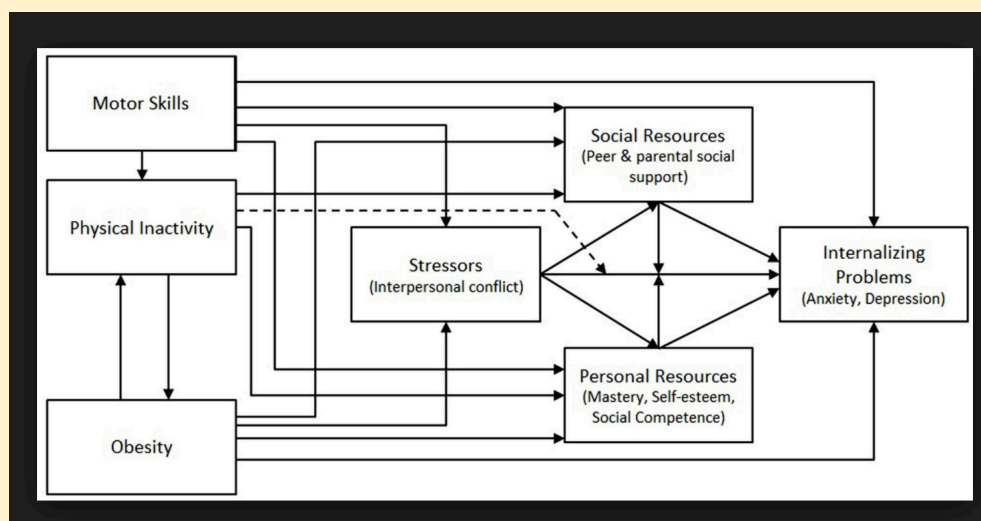 Motor Skills
Social Resources
(Peer & parental social
support)
Physical Inactivity
Stressors
(Interpersonal conflict)
Internalizing
Problems
(Anxiety, Depression)
Personal Resources
(Mastery, Self-esteem,
Social Competence)
Obesity